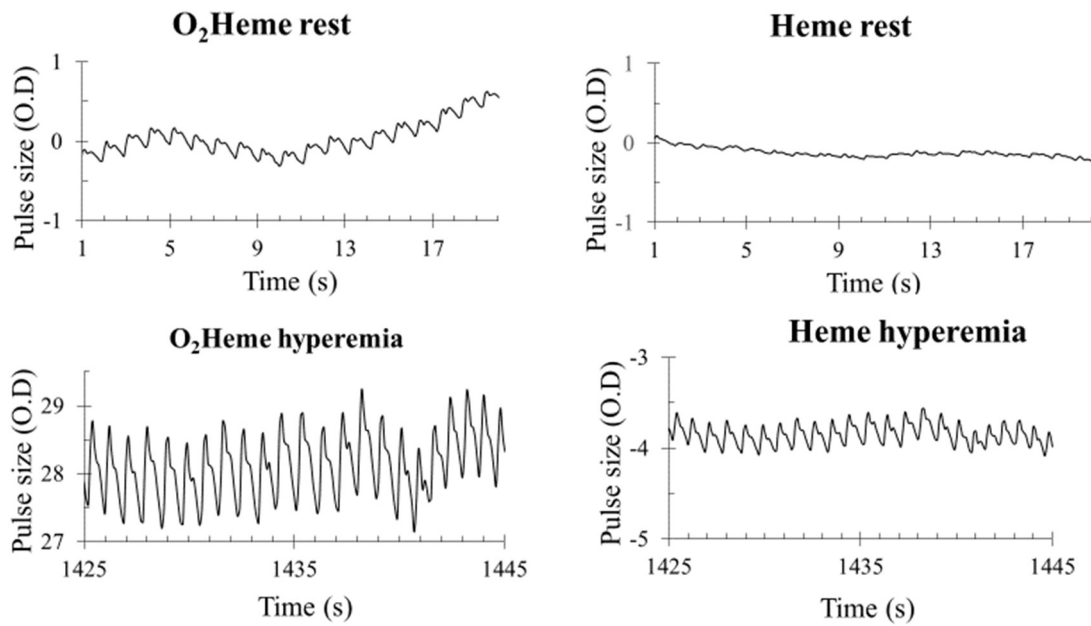 O₂Heme rest
Pulse size (O.D)
1
0
-1
1 5 9 13 17
Time (s)
Heme rest
Pulse size (O.D)
1
0
-1
1 5 9 13 17
Time (s)
O₂Heme hyperemia
Pulse size (O.D)
29
28
27
1425 1435 1445
Time (s)
Heme hyperemia
Pulse size (O.D)
-3
-4
-5
1425 1435 1445
Time (s)